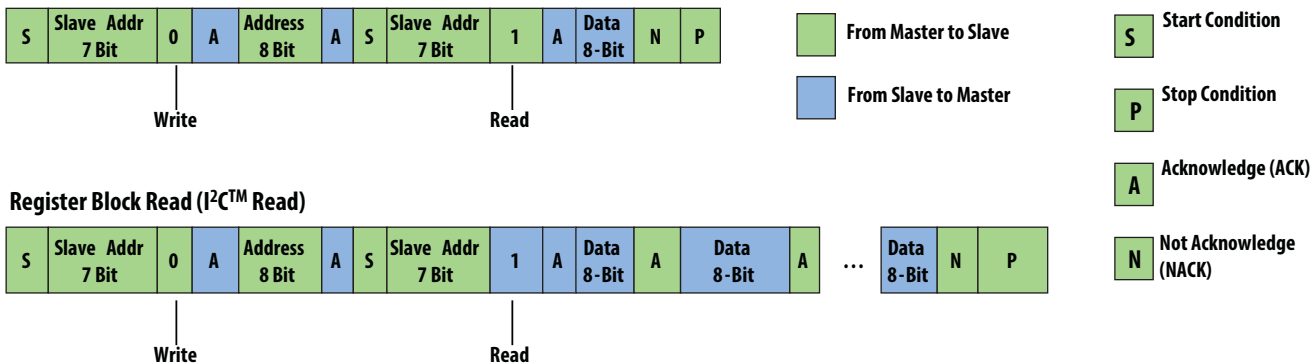 S Slave Addr 7 Bit 0 A Address 8 Bit A S Slave Addr 7 Bit 1 A Data 8-Bit N P
Write Read
From Master to Slave
From Slave to Master
S Start Condition
P Stop Condition
A Acknowledge (ACK)
N Not Acknowledge
(NACK)
Register Block Read (I²C™ Read)
S Slave Addr 7 Bit 0 A Address 8 Bit A S Slave Addr 7 Bit 1 A Data 8-Bit A Data 8-Bit A ... Data 8-Bit N P
Write Read